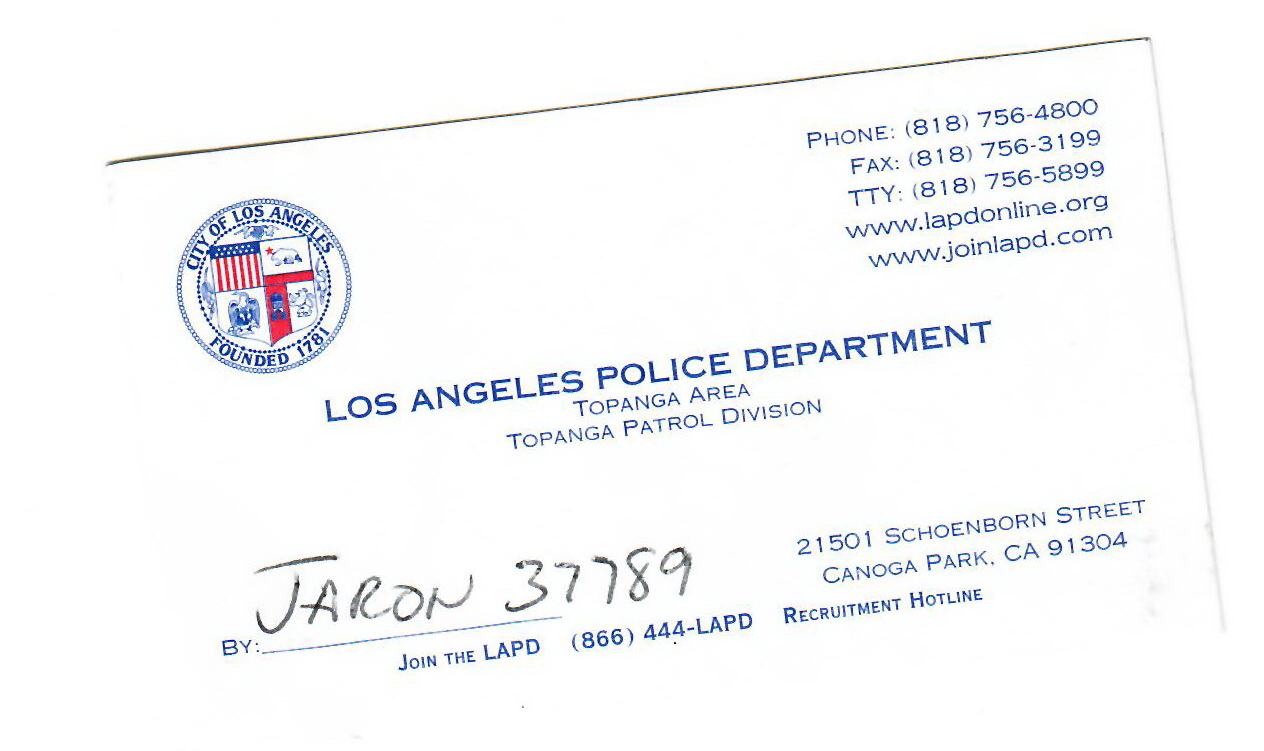 PHONE: (818) 756-4800
FAX: (818) 756-3199
TTY: (818) 756-5899
www.lapdonline.org
www.joinlapd.com
CITY OF LOS ANGELES
FOUNDED 1781
LOS ANGELES POLICE DEPARTMENT
TOPANGA AREA
TOPANGA PATROL DIVISION
21501 SCHOENBORN STREET
CANOGA PARK, CA 91304
BY: JARON 37789
JOIN THE LAPD (866) 444-LAPD RECRUITMENT HOTLINE